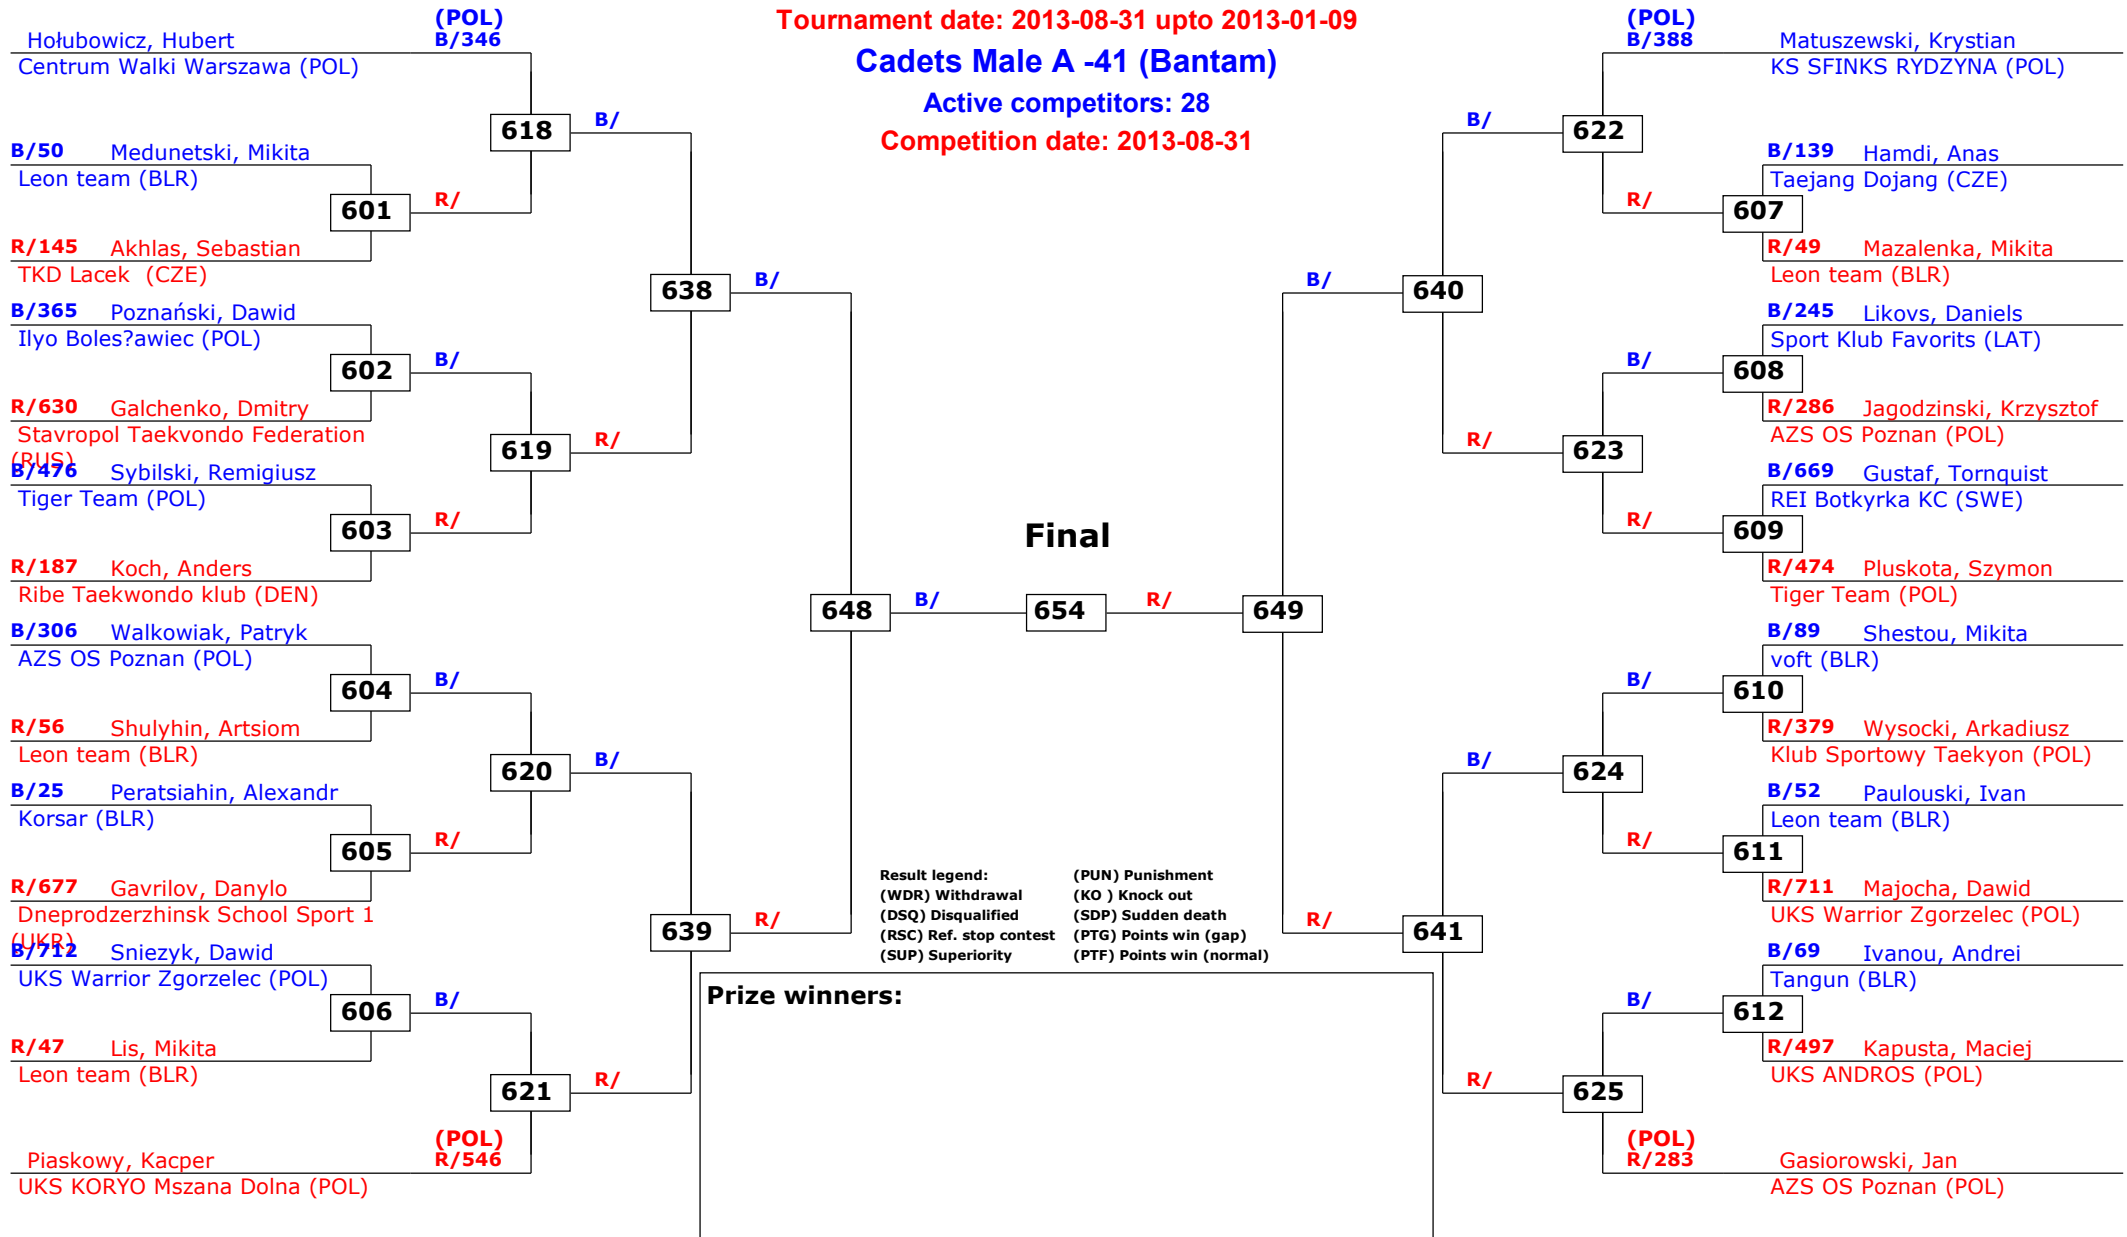 Tournament date: 2013-08-31 upto 2013-01-09
Cadets Male A -41 (Bantam)
Active competitors: 28
Competition date: 2013-08-31
(POL)
Hołubowicz, Hubert B/346
Centrum Walki Warszawa (POL)
618
B/
B/50 Medunetski, Mikita
Leon team (BLR)
601
R/
R/145 Akhlas, Sebastian
TKD Lacek (CZE)
638
B/
B/365 Poznański, Dawid
Ilyo Boles?awiec (POL)
602
B/
R/630 Galchenko, Dmitry
Stavropol Taekvondo Federation
(RUS)
619
R/
B/476 Sybilski, Remigiusz
Tiger Team (POL)
603
R/
R/187 Koch, Anders
Ribe Taekwondo klub (DEN)
648
B/
B/306 Walkowiak, Patryk
AZS OS Poznan (POL)
604
B/
R/56 Shulyhin, Artsiom
Leon team (BLR)
620
B/
B/25 Peratsiahin, Alexandr
Korsar (BLR)
605
R/
R/677 Gavrilov, Danylo
Dneprodzerzhinsk School Sport 1
(UKR)
639
R/
B/712 Sniezyk, Dawid
UKS Warrior Zgorzelec (POL)
606
B/
R/47 Lis, Mikita
Leon team (BLR)
621
R/
(POL)
Piaskowy, Kacper R/546
UKS KORYO Mszana Dolna (POL)
Final
654
R/
649
(POL)
B/388 Matuszewski, Krystian
KS SFINKS RYDZYNA (POL)
B/
622
B/139 Hamdi, Anas
Taejang Dojang (CZE)
R/
607
R/49 Mazalenka, Mikita
Leon team (BLR)
B/
640
B/245 Likovs, Daniels
Sport Klub Favorits (LAT)
B/
608
R/286 Jagodzinski, Krzysztof
AZS OS Poznan (POL)
R/
623
B/669 Gustaf, Tornquist
REI Botkyrka KC (SWE)
R/
609
R/474 Pluskota, Szymon
Tiger Team (POL)
B/89 Shestou, Mikita
voft (BLR)
B/
610
R/379 Wysocki, Arkadiusz
Klub Sportowy Taekyon (POL)
B/
624
B/52 Paulouski, Ivan
Leon team (BLR)
R/
611
R/711 Majocha, Dawid
UKS Warrior Zgorzelec (POL)
R/
641
B/69 Ivanou, Andrei
Tangun (BLR)
B/
612
R/497 Kapusta, Maciej
UKS ANDROS (POL)
R/
625
(POL)
R/283 Gasiorowski, Jan
AZS OS Poznan (POL)
Result legend: (PUN) Punishment
(WDR) Withdrawal (KO ) Knock out
(DSQ) Disqualified (SDP) Sudden death
(RSC) Ref. stop contest (PTG) Points win (gap)
(SUP) Superiority (PTF) Points win (normal)
Prize winners: